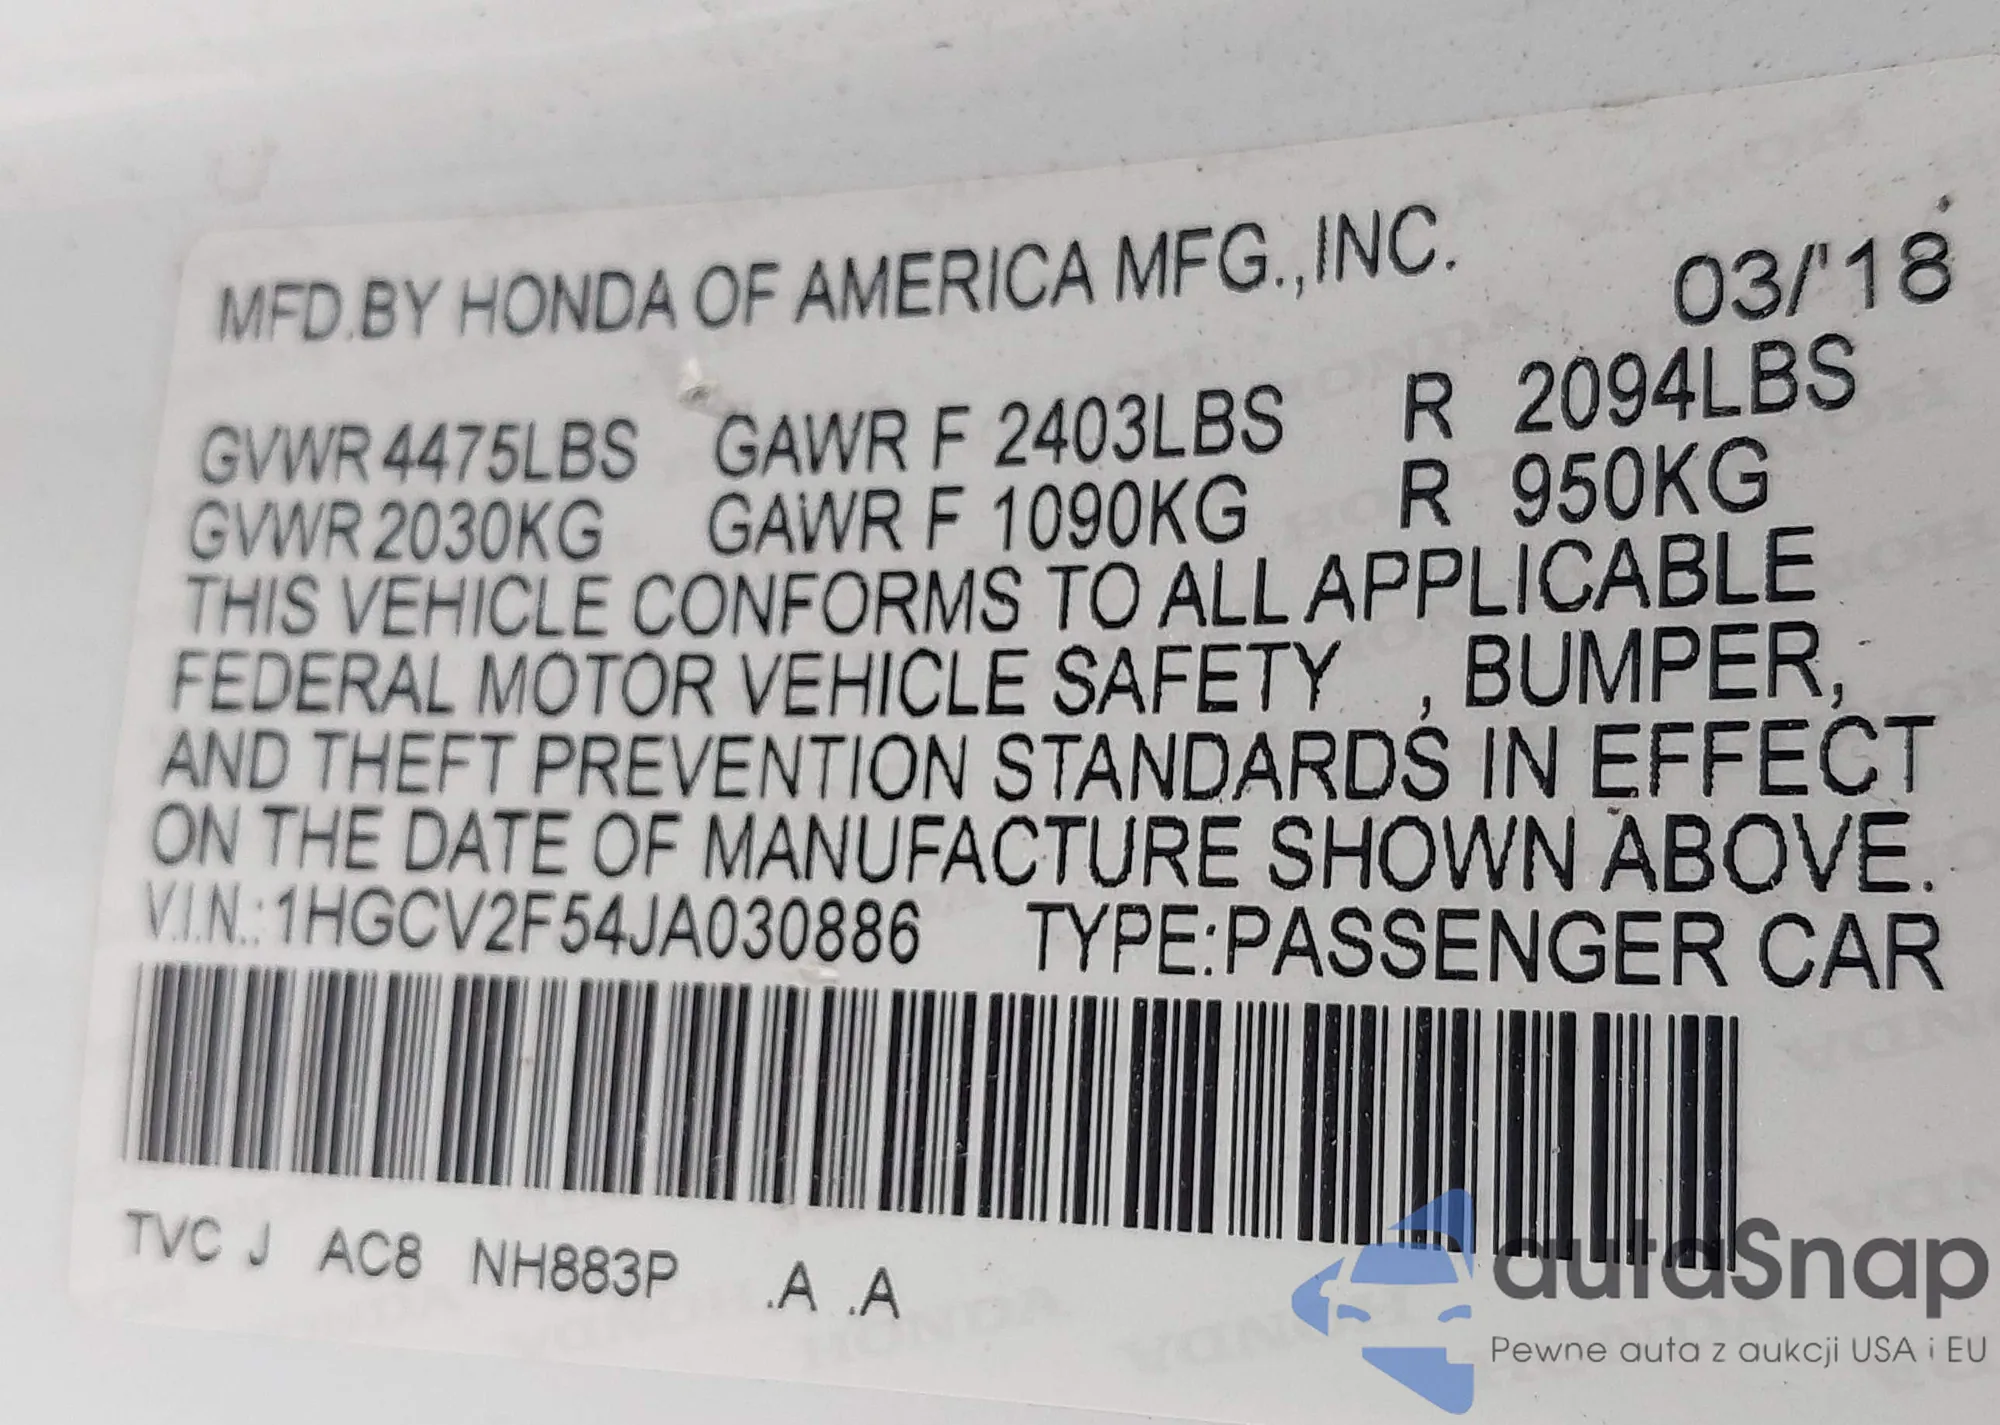 MFD.BY HONDA OF AMERICA MFG.,INC. 03/'18
GVWR 4475LBS GAWR F 2403LBS R 2094LBS
GVWR 2030KG GAWR F 1090KG R 950KG
THIS VEHICLE CONFORMS TO ALL APPLICABLE
FEDERAL MOTOR VEHICLE SAFETY , BUMPER,
AND THEFT PREVENTION STANDARDS IN EFFECT
ON THE DATE OF MANUFACTURE SHOWN ABOVE.
V.I.N.:1HGCV2F54JA030886 TYPE:PASSENGER CAR
TVC J AC8 NH883P .A .A
autaSnap
Pewne auta z aukcji USA i EU